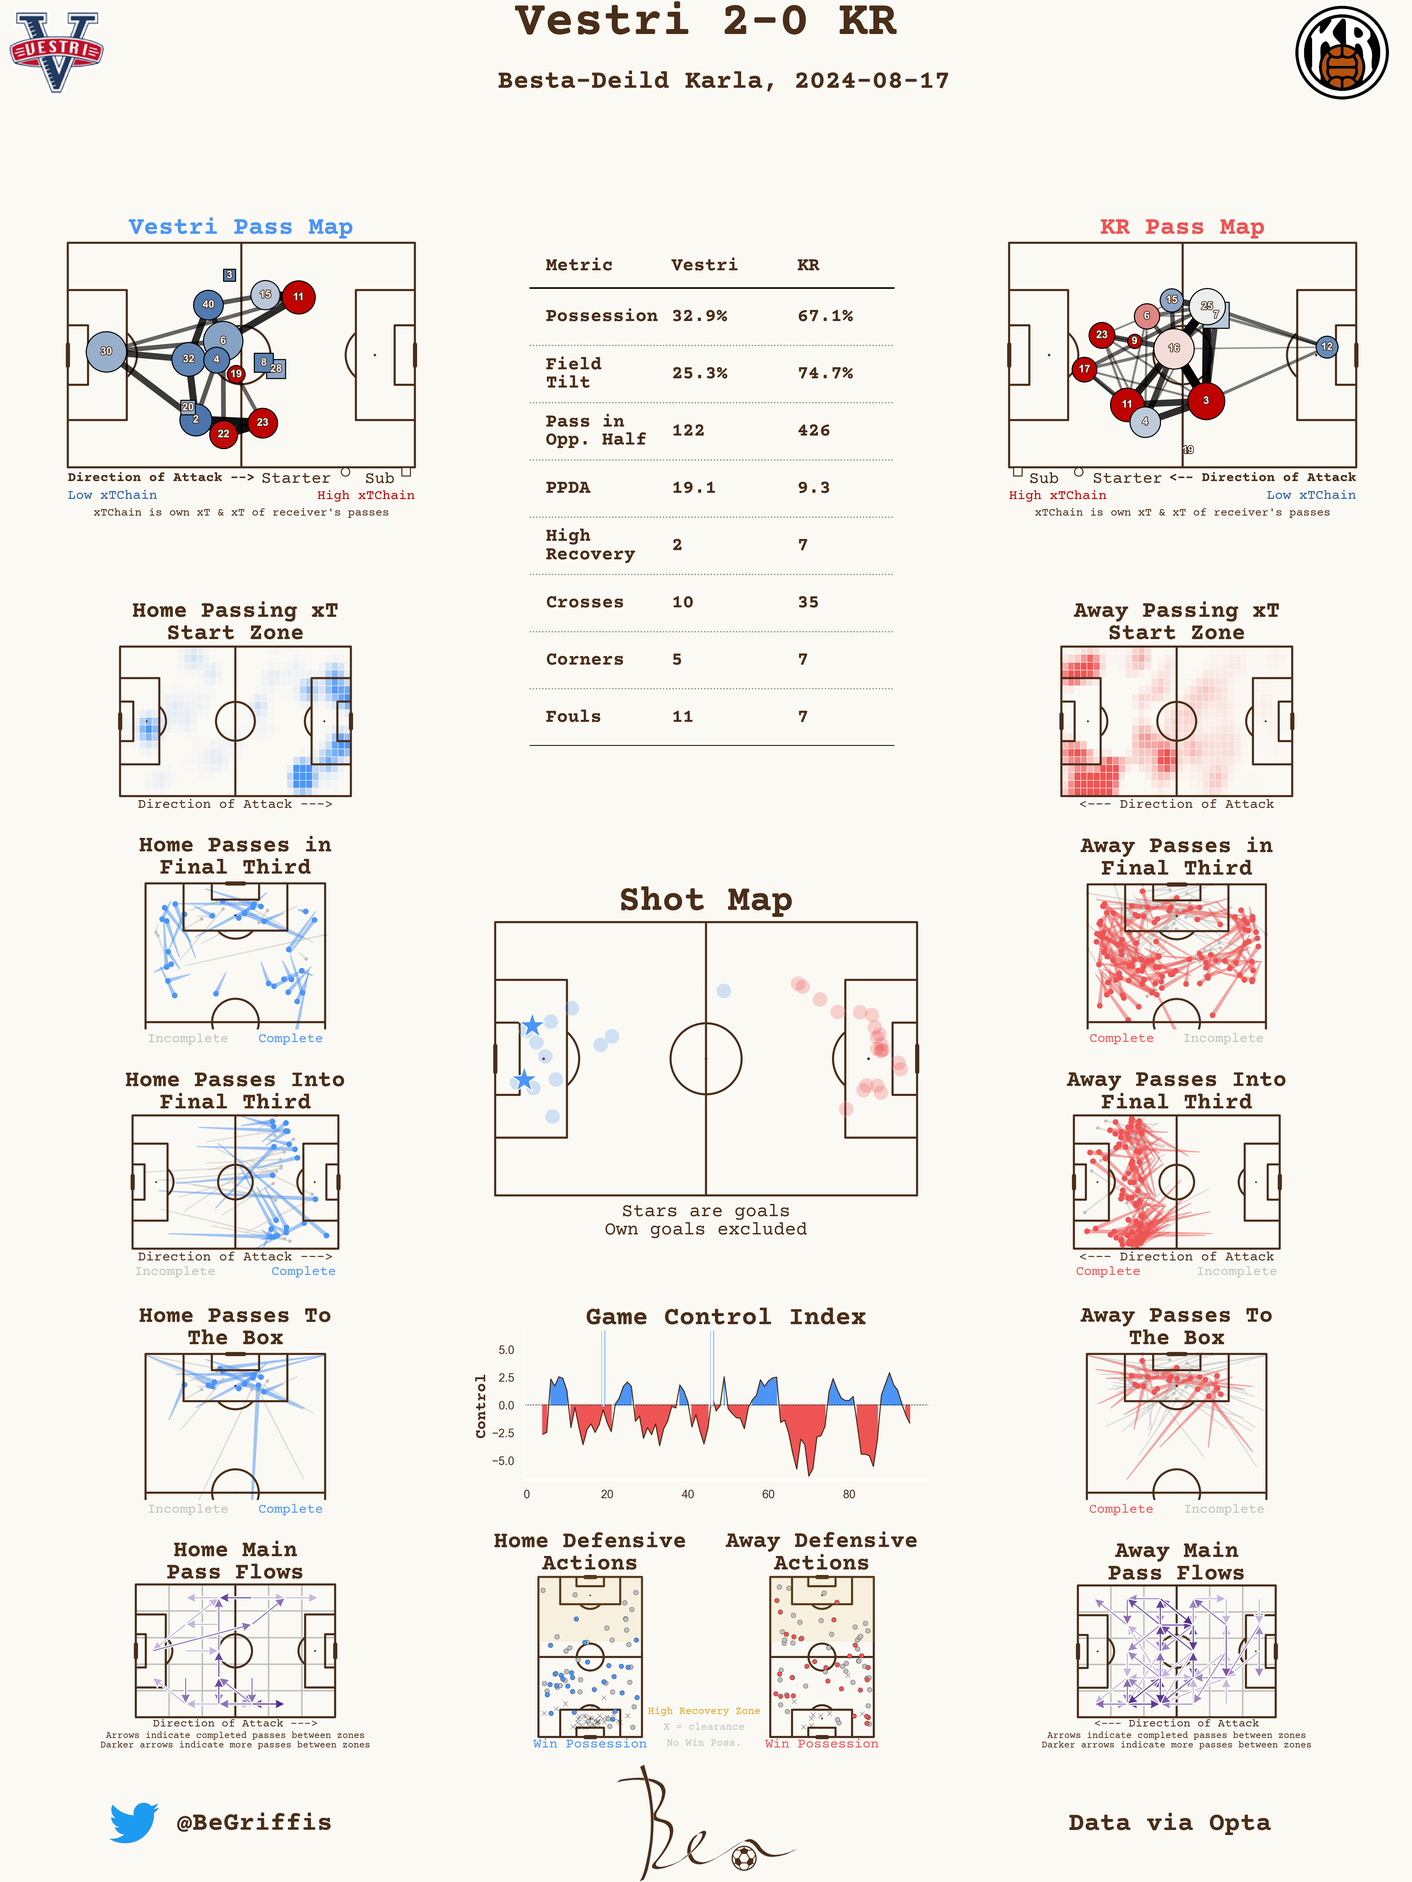 Vestri 2-0 KR
Besta-Deild Karla, 2024-08-17
VESTRI
KR
Vestri Pass Map
3
40
15
11
30
6
32
4
8
28
19
20
2
22
23
Direction of Attack --> Starter Sub
Low xTChain High xTChain
xTChain is own xT & xT of receiver's passes
Metric Vestri KR
Possession 32.9% 67.1%
Field Tilt 25.3% 74.7%
Pass in Opp. Half 122 426
PPDA 19.1 9.3
High Recovery 2 7
Crosses 10 35
Corners 5 7
Fouls 11 7
KR Pass Map
15
25
7
6
23
9
16
12
17
11
3
4
19
Sub Starter <-- Direction of Attack
High xTChain Low xTChain
xTChain is own xT & xT of receiver's passes
Home Passing xT
Start Zone
Direction of Attack --->
Away Passing xT
Start Zone
<--- Direction of Attack
Home Passes in
Final Third
Incomplete Complete
Away Passes in
Final Third
Complete Incomplete
Shot Map
Stars are goals
Own goals excluded
Home Passes Into
Final Third
Direction of Attack --->
Incomplete Complete
Away Passes Into
Final Third
<--- Direction of Attack
Complete Incomplete
Home Passes To
The Box
Incomplete Complete
Game Control Index
Control
5.0
2.5
0.0
−2.5
−5.0
0 20 40 60 80
Away Passes To
The Box
Complete Incomplete
Home Main
Pass Flows
Direction of Attack --->
Arrows indicate completed passes between zones
Darker arrows indicate more passes between zones
Home Defensive
Actions
Win Possession
High Recovery Zone
X = clearance
No Win Poss.
Away Defensive
Actions
Win Possession
Away Main
Pass Flows
<--- Direction of Attack
Arrows indicate completed passes between zones
Darker arrows indicate more passes between zones
@BeGriffis
Ben
Data via Opta